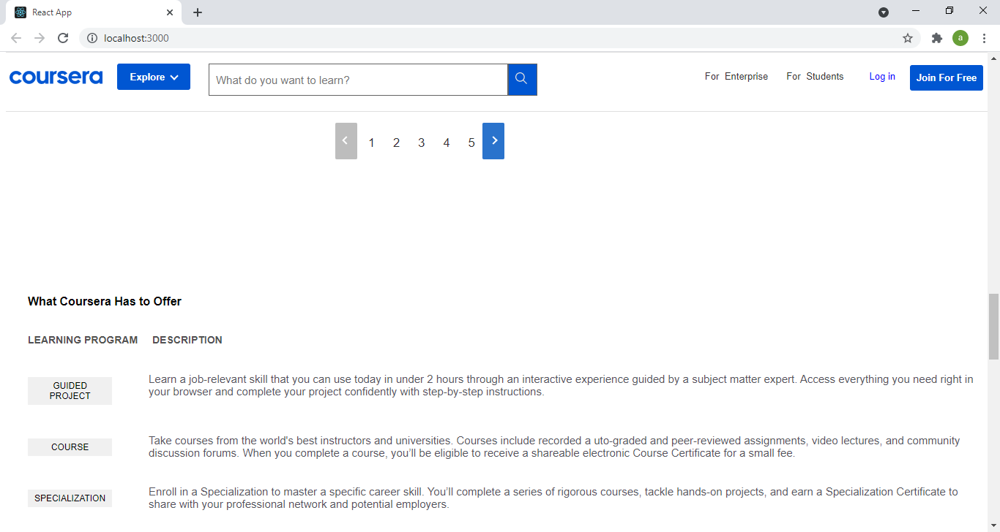 React App
localhost:3000
a
coursera
Explore
What do you want to learn?
For Enterprise
For Students
Log in
Join For Free
1 2 3 4 5
What Coursera Has to Offer
LEARNING PROGRAM DESCRIPTION
GUIDED
PROJECT
Learn a job-relevant skill that you can use today in under 2 hours through an interactive experience guided by a subject matter expert. Access everything you need right in
your browser and complete your project confidently with step-by-step instructions.
COURSE
Take courses from the world's best instructors and universities. Courses include recorded a uto-graded and peer-reviewed assignments, video lectures, and community
discussion forums. When you complete a course, you’ll be eligible to receive a shareable electronic Course Certificate for a small fee.
SPECIALIZATION
Enroll in a Specialization to master a specific career skill. You’ll complete a series of rigorous courses, tackle hands-on projects, and earn a Specialization Certificate to
share with your professional network and potential employers.